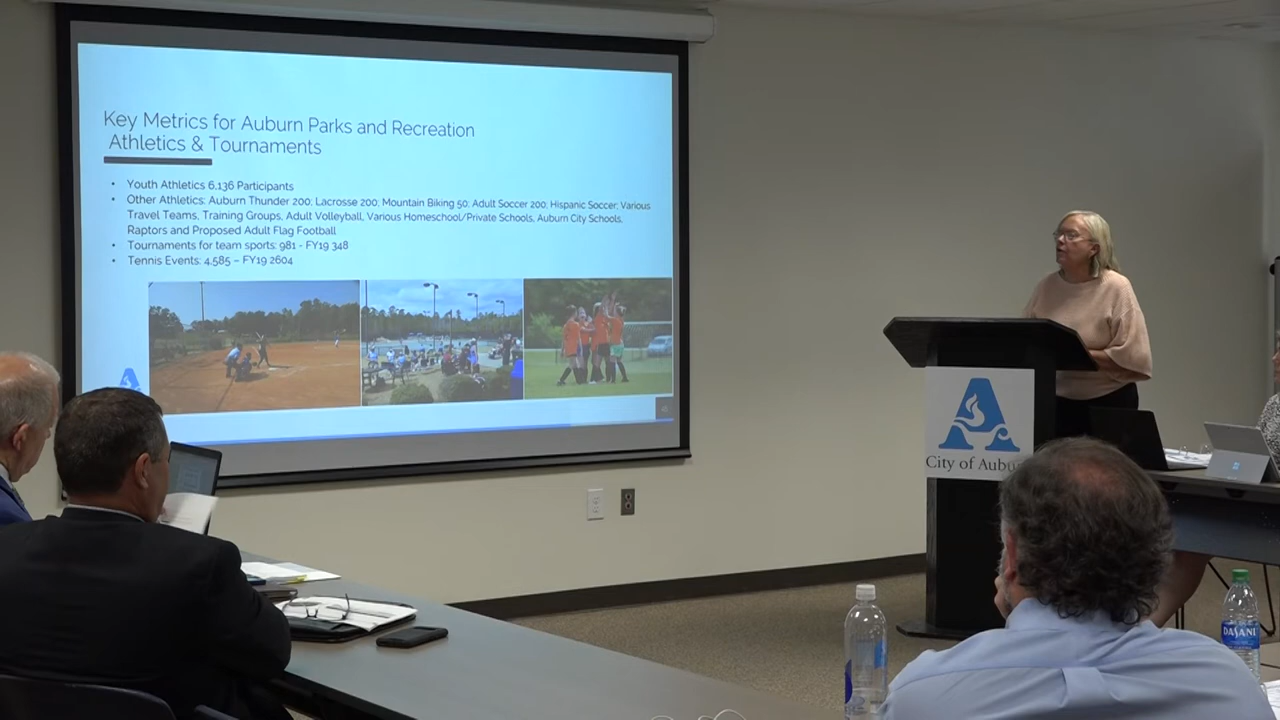 Key Metrics for Auburn Parks and Recreation
Athletics & Tournaments
• Youth Athletics 6,136 Participants
• Other Athletics: Auburn Thunder 200; Lacrosse 200; Mountain Biking 50; Adult Soccer 200; Hispanic Soccer; Various
Travel Teams, Training Groups, Adult Volleyball, Various Homeschool/Private Schools, Auburn City Schools,
Raptors and Proposed Adult Flag Football
• Tournaments for team sports: 981 - FY19 348
• Tennis Events: 4,585 – FY19 2604
City of Aubu
DASANI